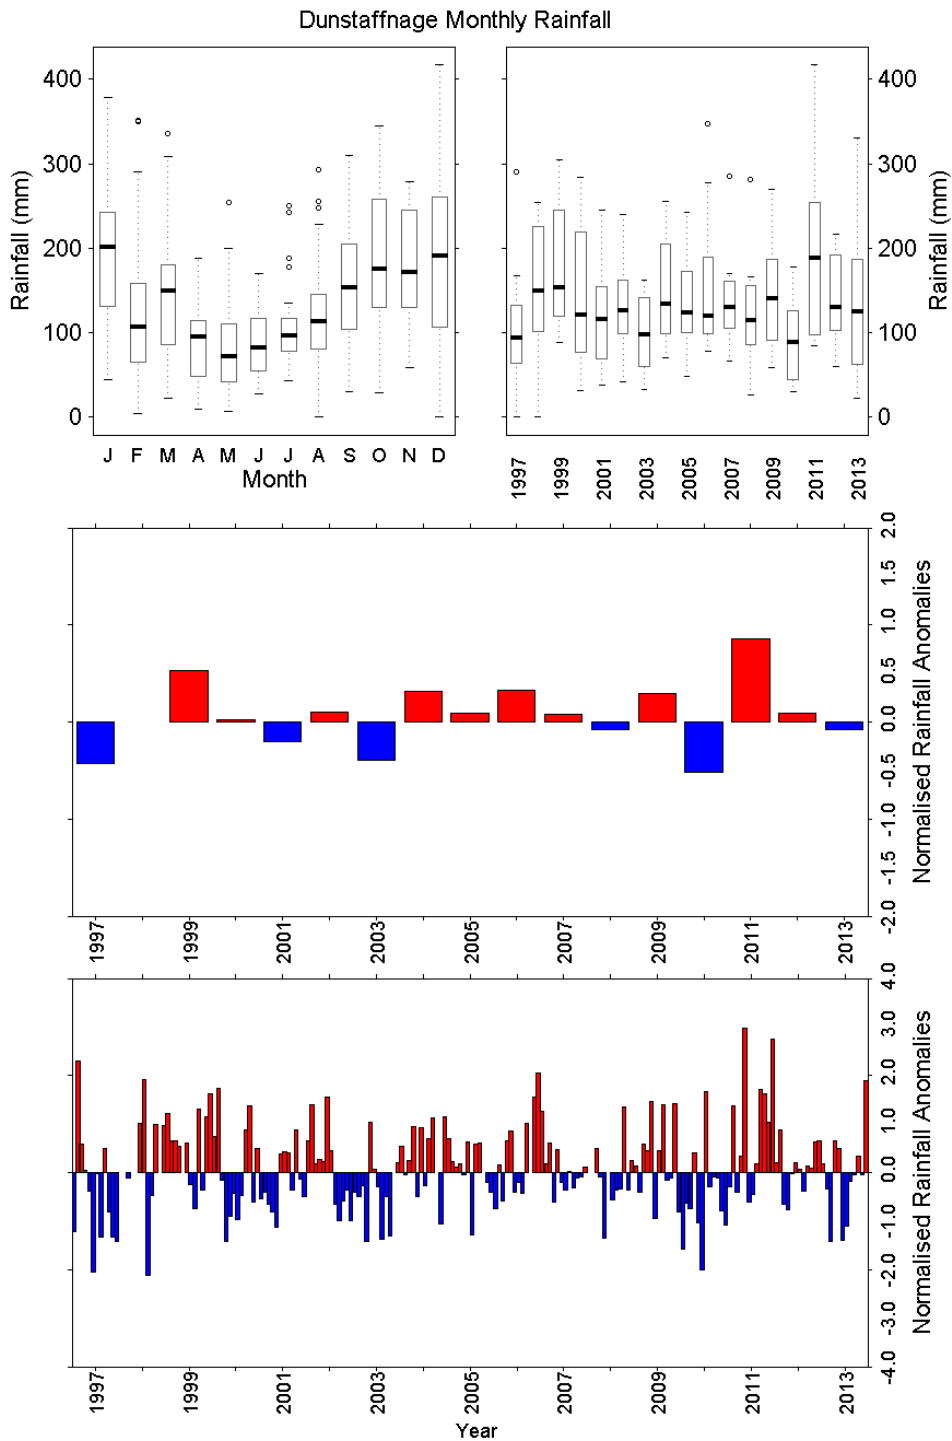 Dunstaffnage Monthly Rainfall
400
300
200
100
0
Rainfall (mm)
J F M A M J J A S O N D
Month
400
300
200
100
0
Rainfall (mm)
1997 1999 2001 2003 2005 2007 2009 2011 2013
2.0
1.5
1.0
0.5
0.0
-0.5
-1.0
-1.5
-2.0
Normalised Rainfall Anomalies
1997 1999 2001 2003 2005 2007 2009 2011 2013
4.0
3.0
2.0
1.0
0.0
-1.0
-2.0
-3.0
-4.0
Normalised Rainfall Anomalies
1997 1999 2001 2003 2005 2007 2009 2011 2013
Year